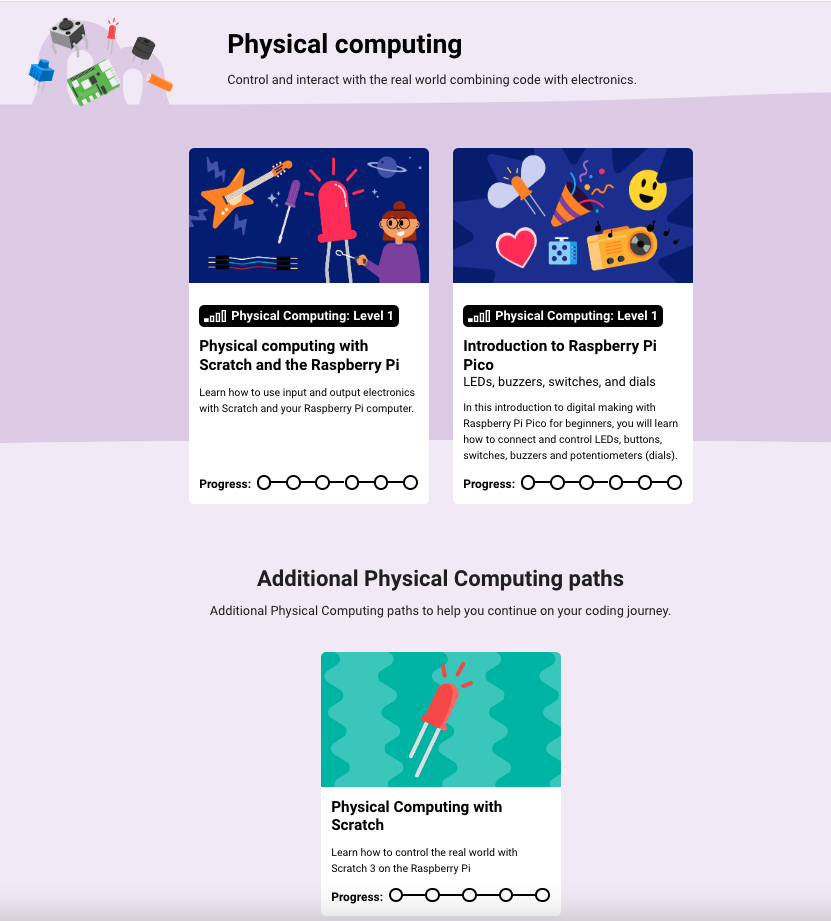 Physical computing
Control and interact with the real world combining code with electronics.
Physical Computing: Level 1
Physical computing with
Scratch and the Raspberry Pi
Learn how to use input and output electronics
with Scratch and your Raspberry Pi computer.
Progress:
Physical Computing: Level 1
Introduction to Raspberry Pi
Pico
LEDs, buzzers, switches, and dials
In this introduction to digital making with
Raspberry Pi Pico for beginners, you will learn
how to connect and control LEDs, buttons,
switches, buzzers and potentiometers (dials).
Progress:
Additional Physical Computing paths
Additional Physical Computing paths to help you continue on your coding journey.
Physical Computing with
Scratch
Learn how to control the real world with
Scratch 3 on the Raspberry Pi
Progress: